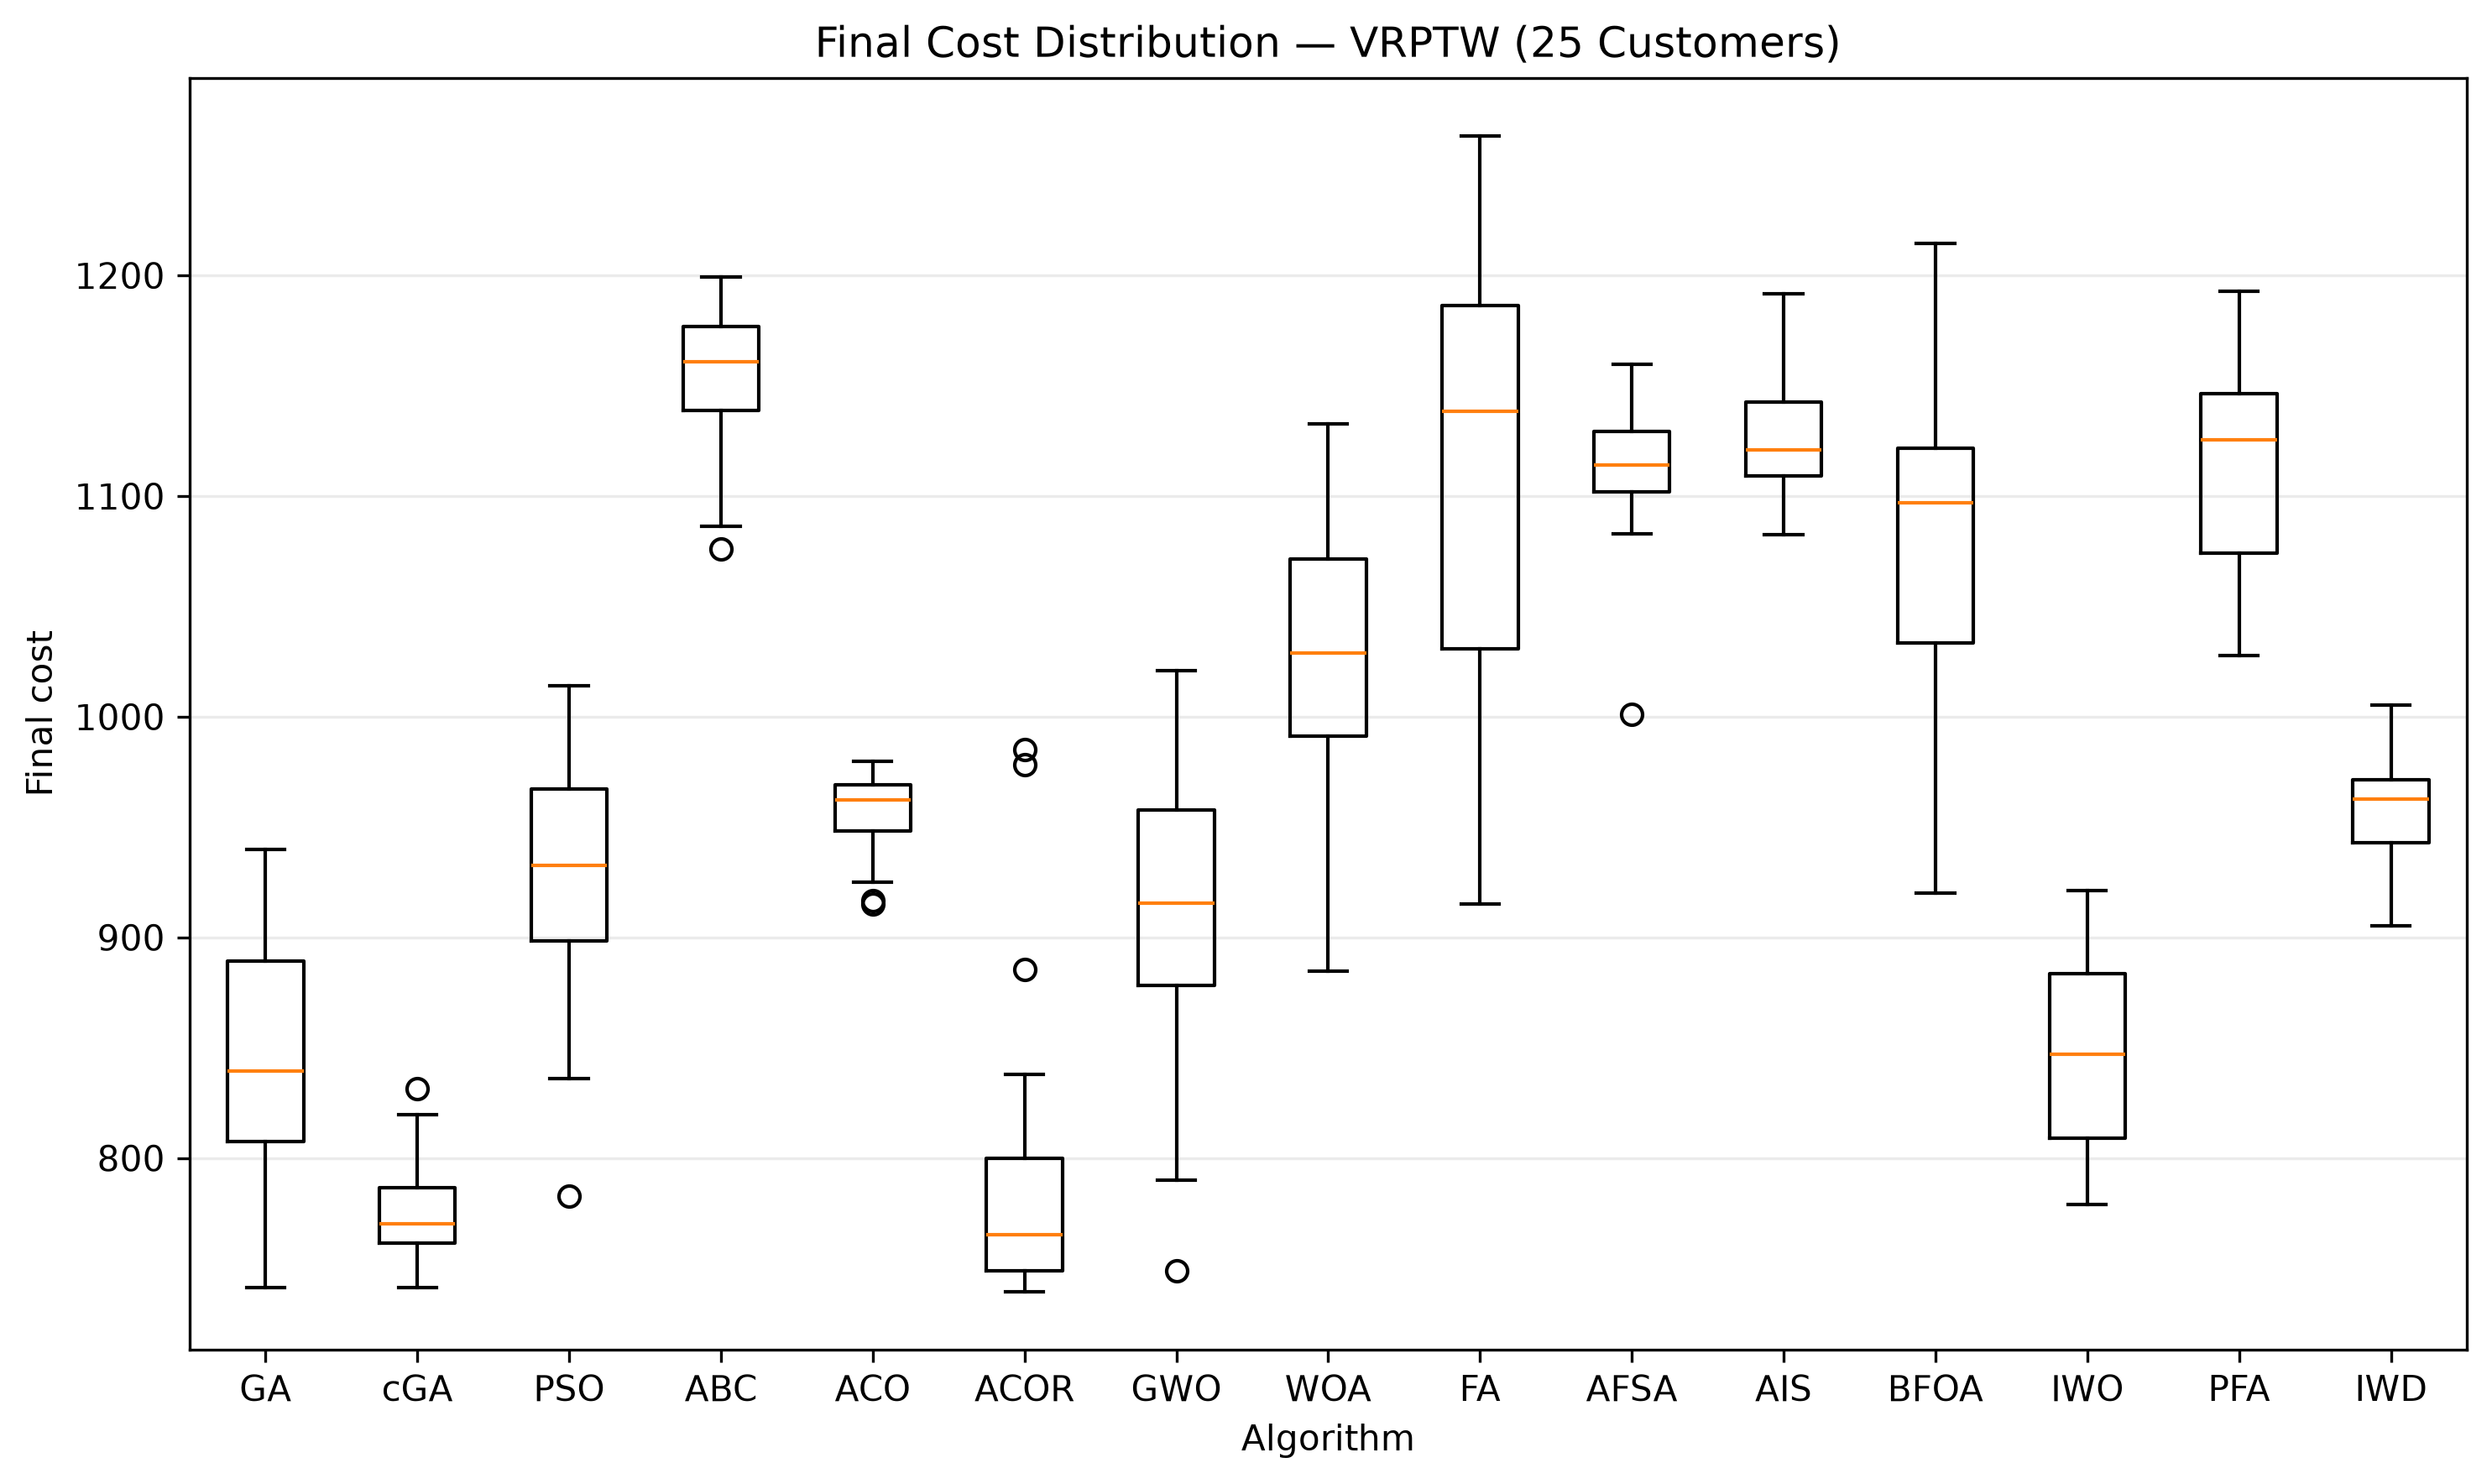 Final Cost Distribution — VRPTW (25 Customers)
Final cost
1200
1100
1000
900
800
GA cGA PSO ABC ACO ACOR GWO WOA FA AFSA AIS BFOA IWO PFA IWD
Algorithm